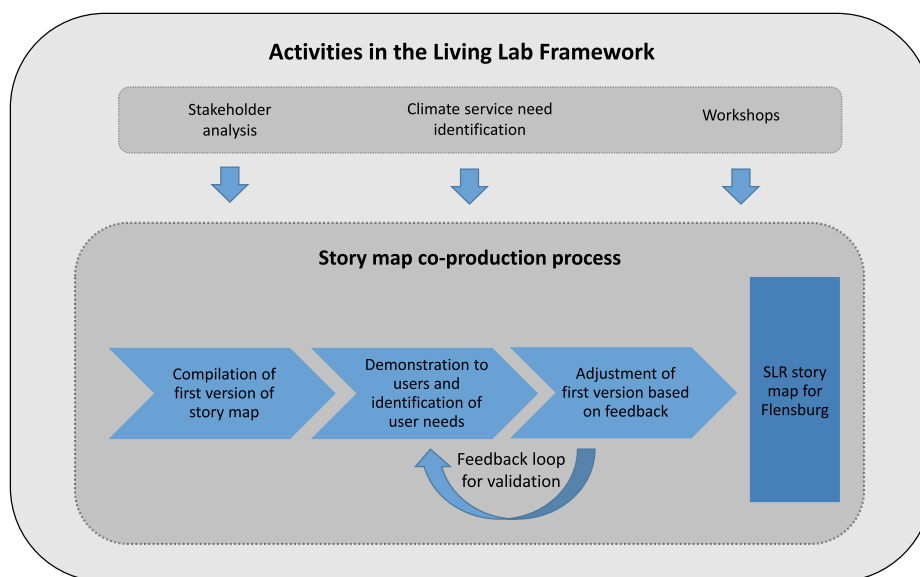 Activities in the Living Lab Framework
Stakeholder
analysis
Climate service need
identification
Workshops
Story map co-production process
Compilation of
first version of
story map
Demonstration to
users and
identification of
user needs
Adjustment of
first version based
on feedback
SLR story
map for
Flensburg
Feedback loop
for validation